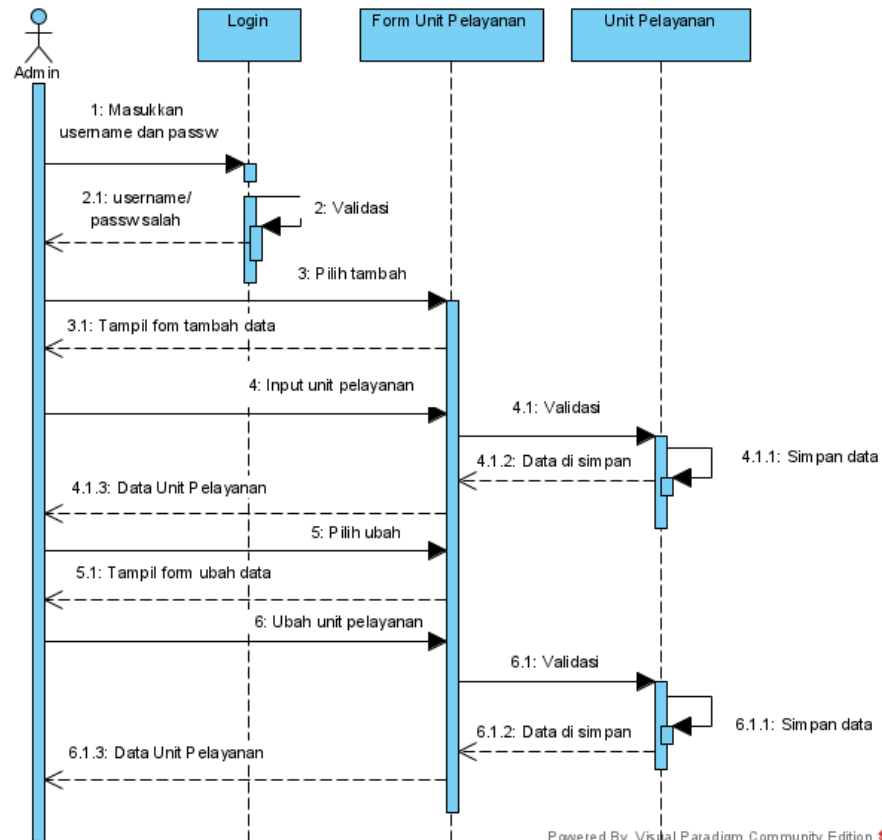 Login
Form Unit Pelayanan
Unit Pelayanan
Admin
1: Masukkan
username dan passw
2.1: username/
passw salah
2: Validasi
3: Pilih tambah
3.1: Tampil fom tambah data
4: Input unit pelayanan
4.1: Validasi
4.1.1: Simpan data
4.1.2: Data di simpan
4.1.3: Data Unit Pelayanan
5: Pilih ubah
5.1: Tampil form ubah data
6: Ubah unit pelayanan
6.1: Validasi
6.1.1: Simpan data
6.1.2: Data di simpan
6.1.3: Data Unit Pelayanan
Powered By Visual Paradigm Community Edition